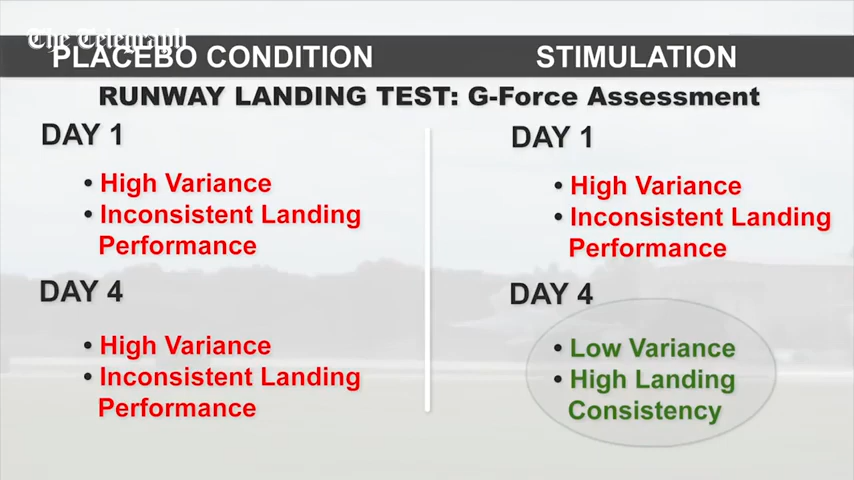 The Telegraph
PLACEBO CONDITION
STIMULATION
RUNWAY LANDING TEST: G-Force Assessment
DAY 1
• High Variance
• Inconsistent Landing
Performance
DAY 4
• High Variance
• Inconsistent Landing
Performance
DAY 1
• High Variance
• Inconsistent Landing
Performance
DAY 4
• Low Variance
• High Landing
Consistency